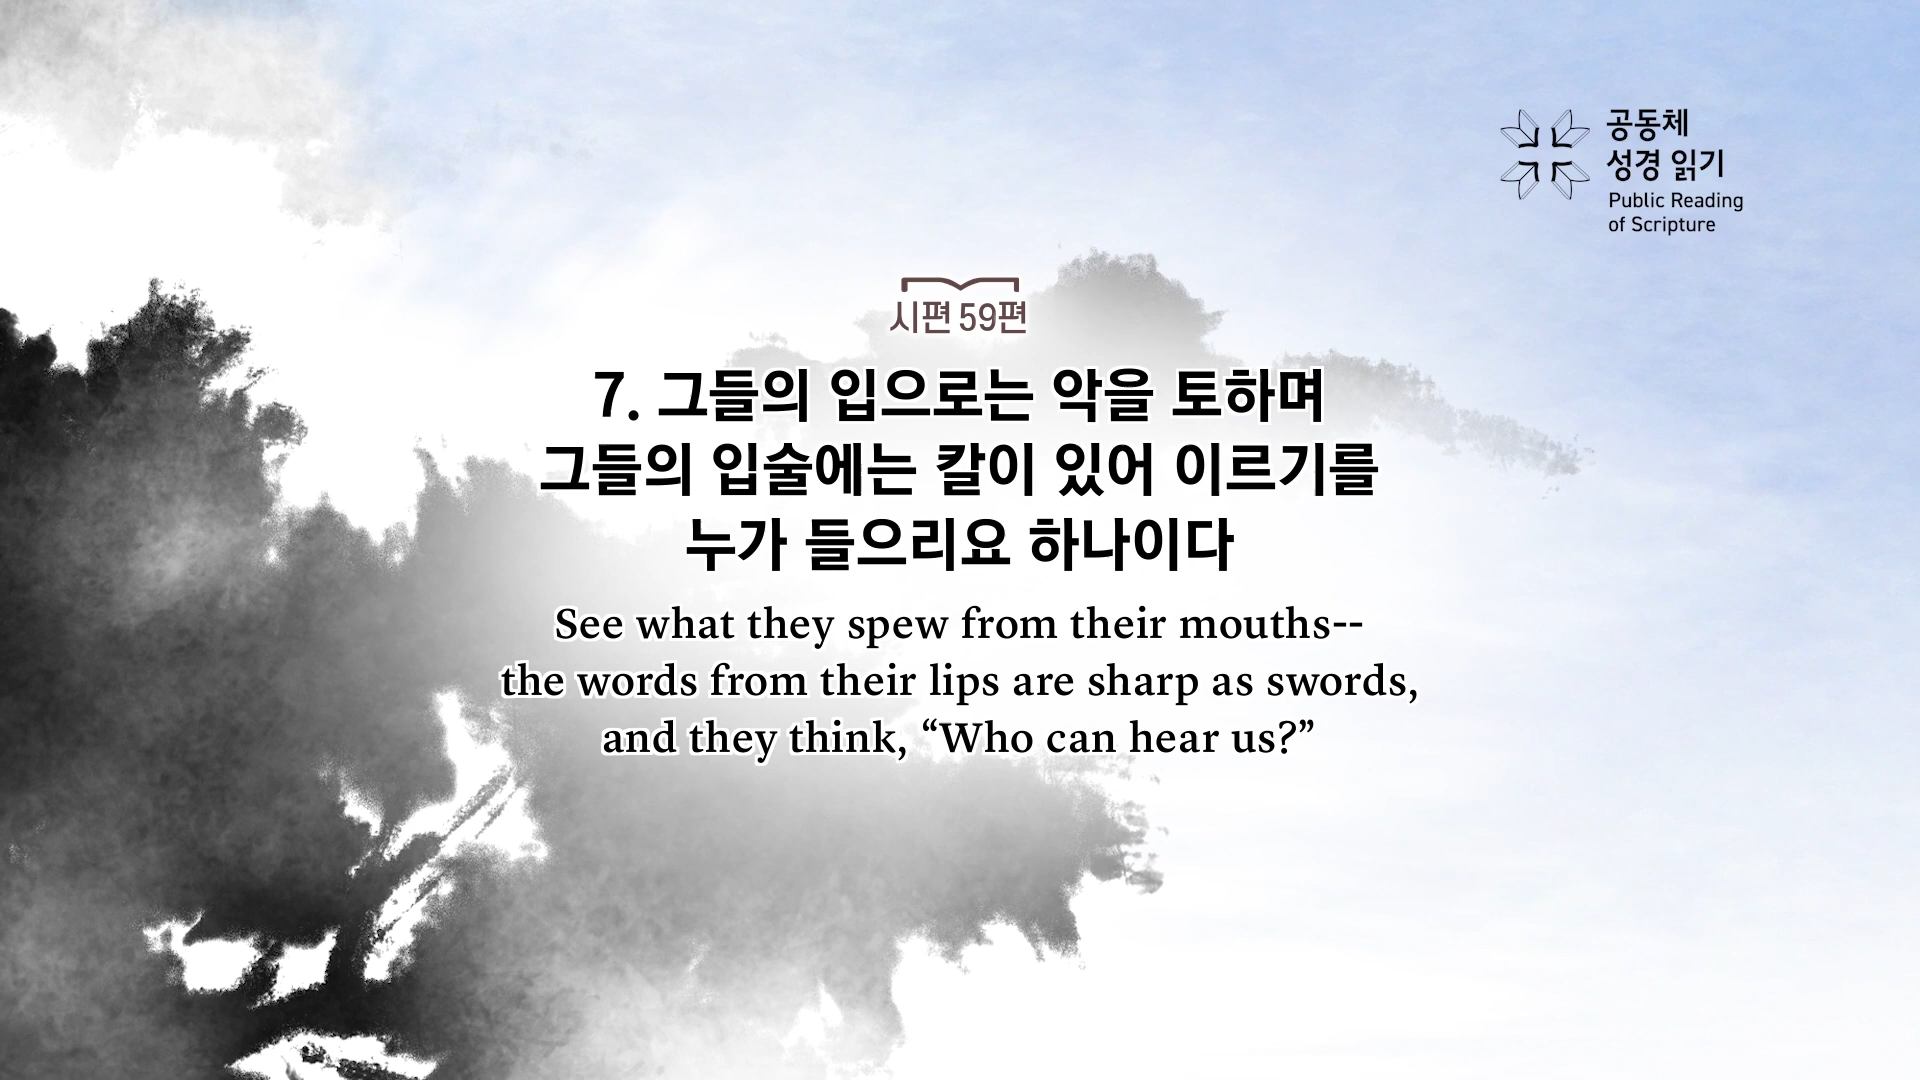 공동체
성경 읽기
Public Reading
of Scripture
시편 59편
7. 그들의 입으로는 악을 토하며
그들의 입술에는 칼이 있어 이르기를
누가 들으리요 하나이다
See what they spew from their mouths--
the words from their lips are sharp as swords,
and they think, “Who can hear us?”